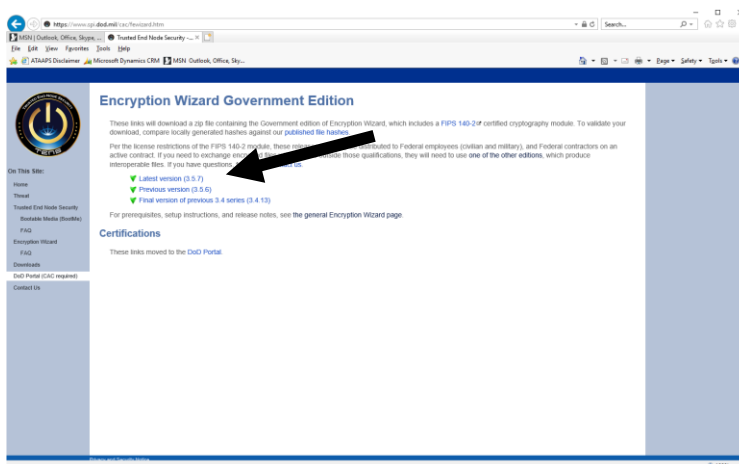 https://www.spi.dod.mil/cac/fewizard.htm
Search...
MSN | Outlook, Office, Skype, ...
Trusted End Node Security -...
File Edit View Favorites Tools Help
ATAAPS Disclaimer Microsoft Dynamics CRM MSN Outlook, Office, Sky...
Page Safety Tools
TENS
Encryption Wizard Government Edition
These links will download a zip file containing the Government edition of Encryption Wizard, which includes a FIPS 140-2 certified cryptography module. To validate your
download, compare locally generated hashes against our published file hashes
Per the license restrictions of the FIPS 140-2 module, these distributed to Federal employees (civilian and military), and Federal contractors on an
active contract. If you need to exchange files outside those qualifications, they will need to use one of the other editions, which produce
interoperable files. If you have questions, us.
Latest version (3.5.7)
Previous version (3.5.6)
Final version of previous 3.4 series (3.4.13)
For prerequisites, setup instructions, and release notes, see the general Encryption Wizard page.
Certifications
These links moved to the DoD Portal.
On This Site:
Home
Threat
Trusted End Node Security
Bootable Media (BootMe)
FAQ
Encryption Wizard
FAQ
Downloads
DoD Portal (CAC required)
Contact Us
Privacy and Security Notice